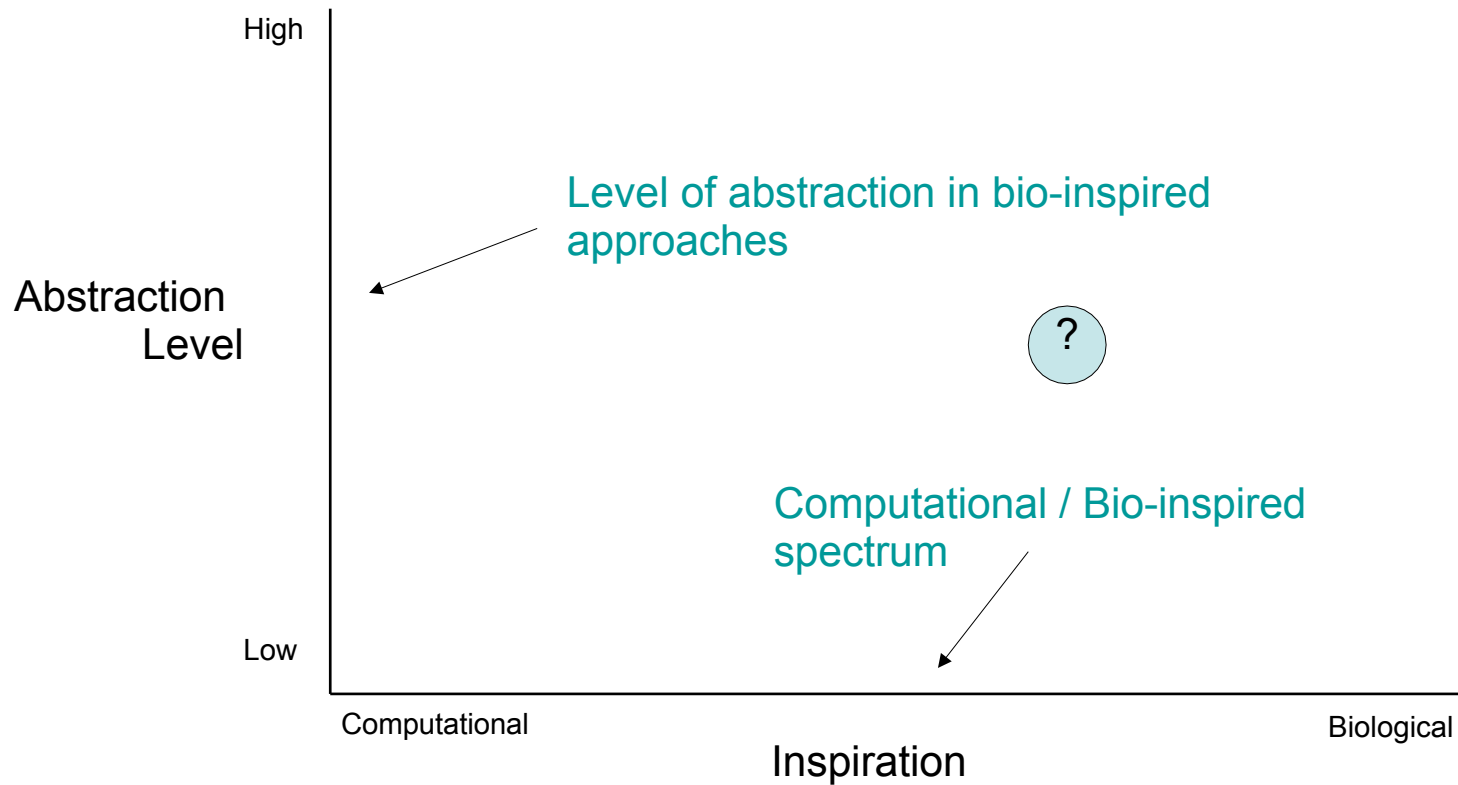 High
Level of abstraction in bio-inspired
approaches
Abstraction
Level
?
Computational / Bio-inspired
spectrum
Low
Computational
Biological
Inspiration